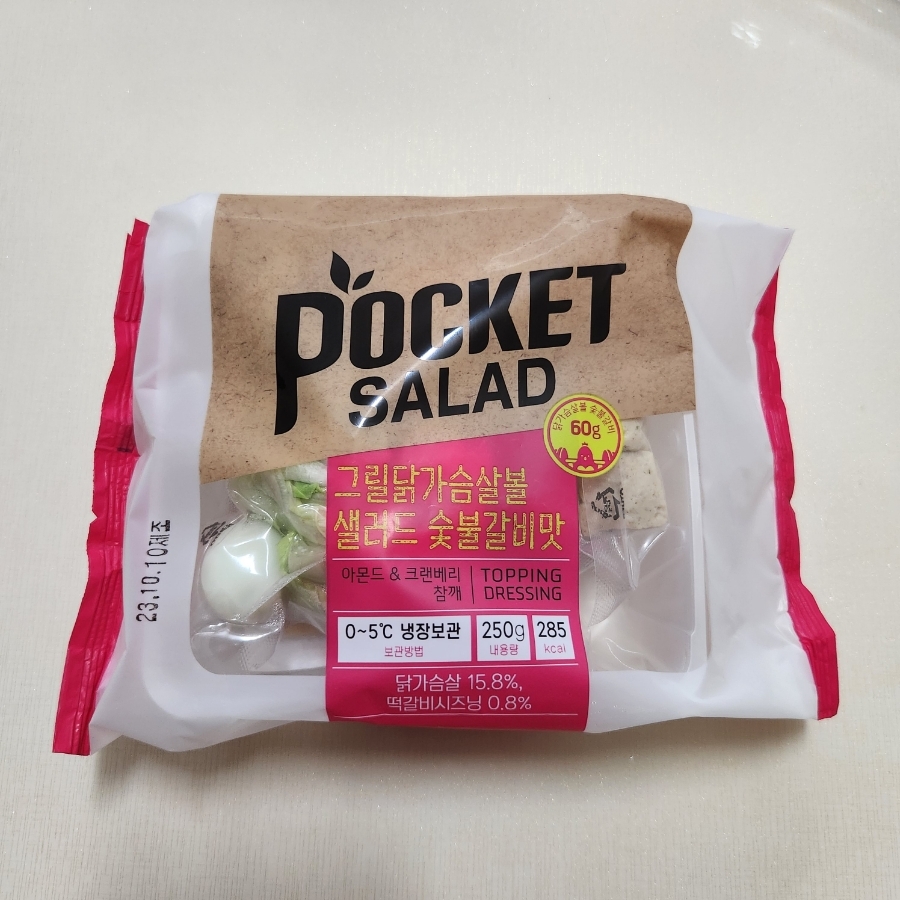 POCKET
SALAD
닭가슴살볼 숯불갈비
60g
그릴닭가슴살볼
샐러드 숯불갈비맛
아몬드 & 크랜베리
참깨
TOPPING
DRESSING
0~5℃ 냉장보관
보관방법
250g
내용량
285
kcal
닭가슴살 15.8%,
떡갈비시즈닝 0.8%
23.10.10제조